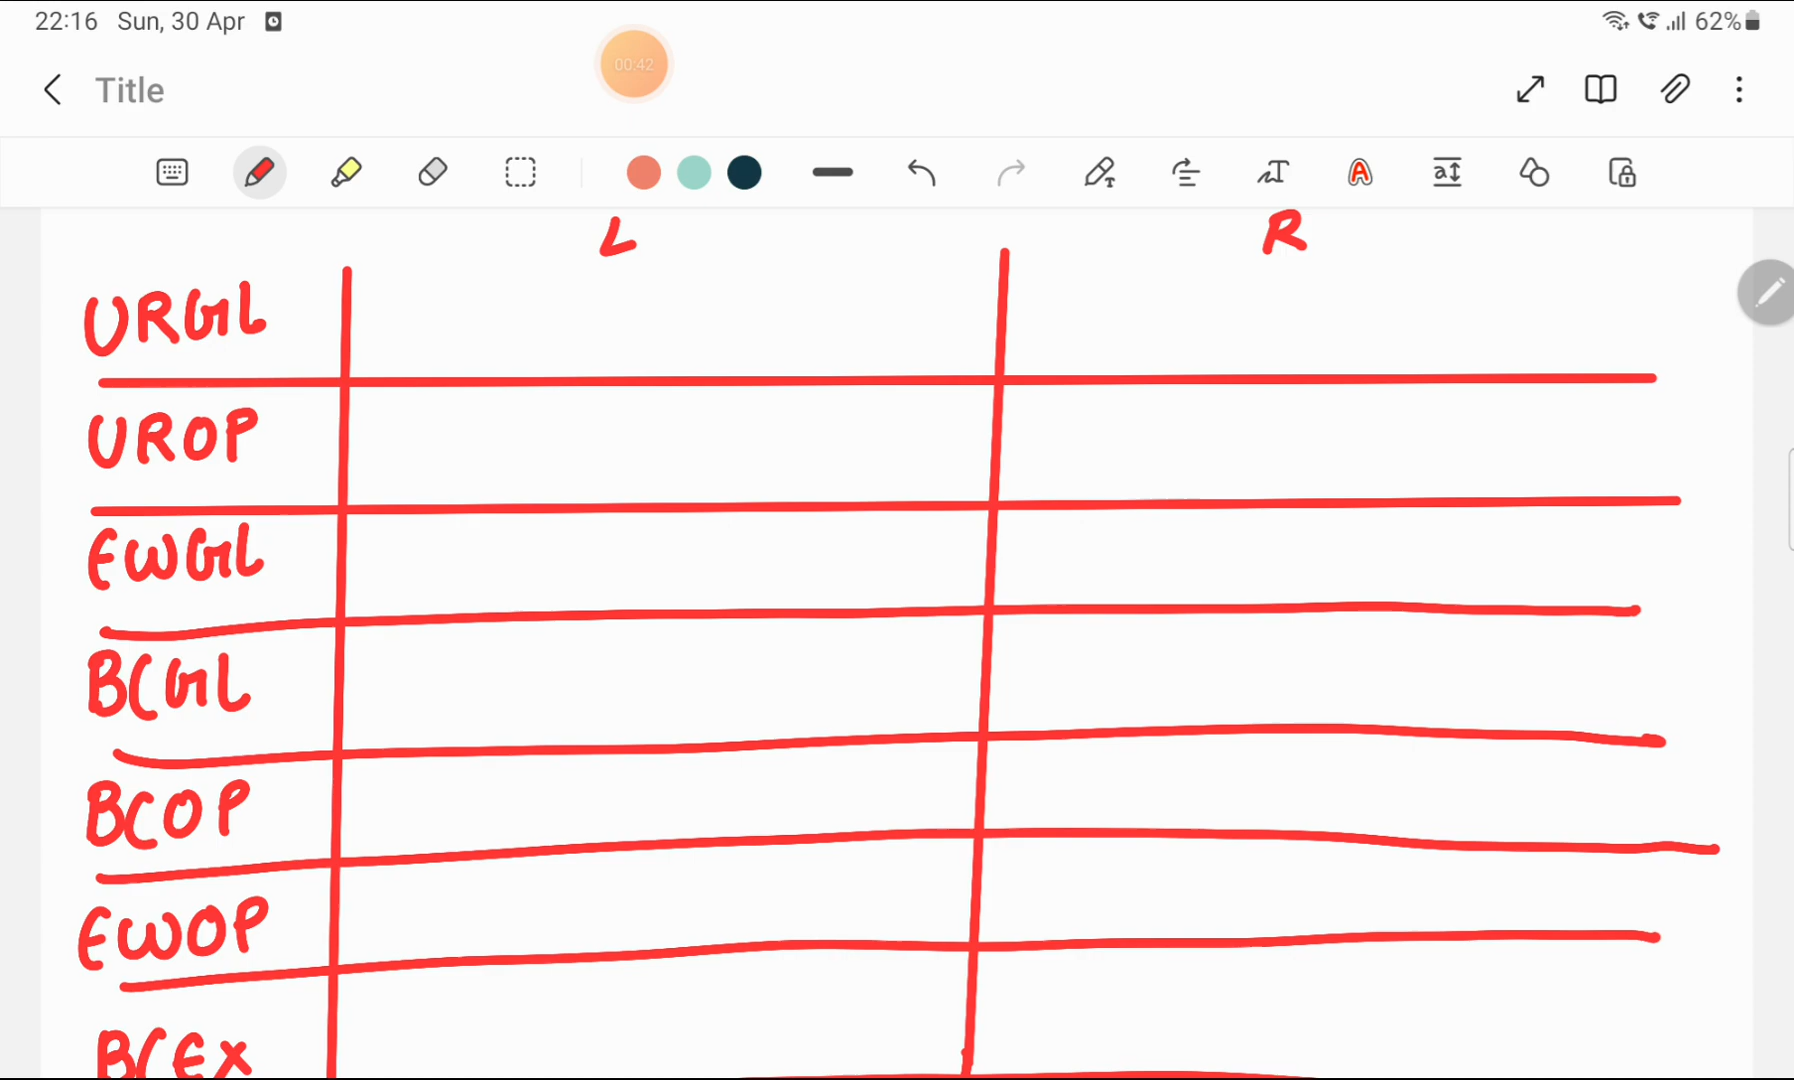 22:16 Sun, 30 Apr 62%
00:42
Title
L R
URGL
UROP
EWGL
BCGL
BCOP
EWOP
BCEX